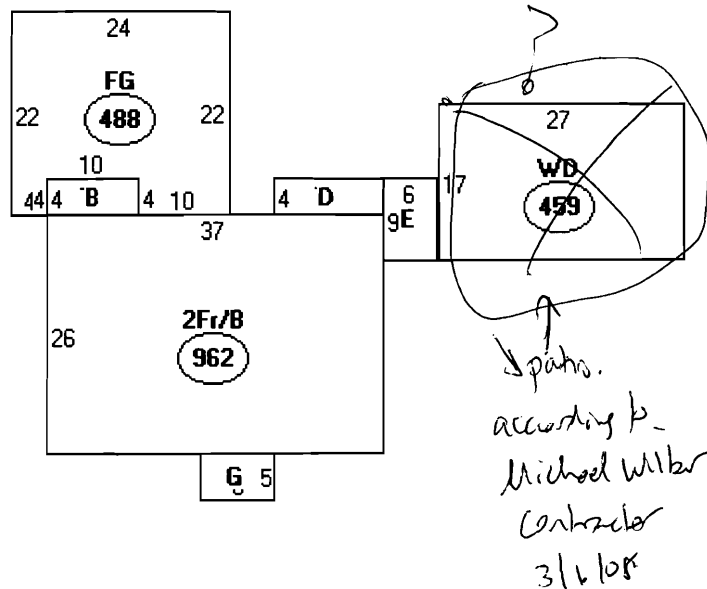 ?
24
FG
488
22 22
10
44 4 B 4 10
4 D
6
9 E
17
27
WD
459
37
26
2Fr/B
962
G 5
patio.
according to
Michael Wilber
Contractor
3/6/08